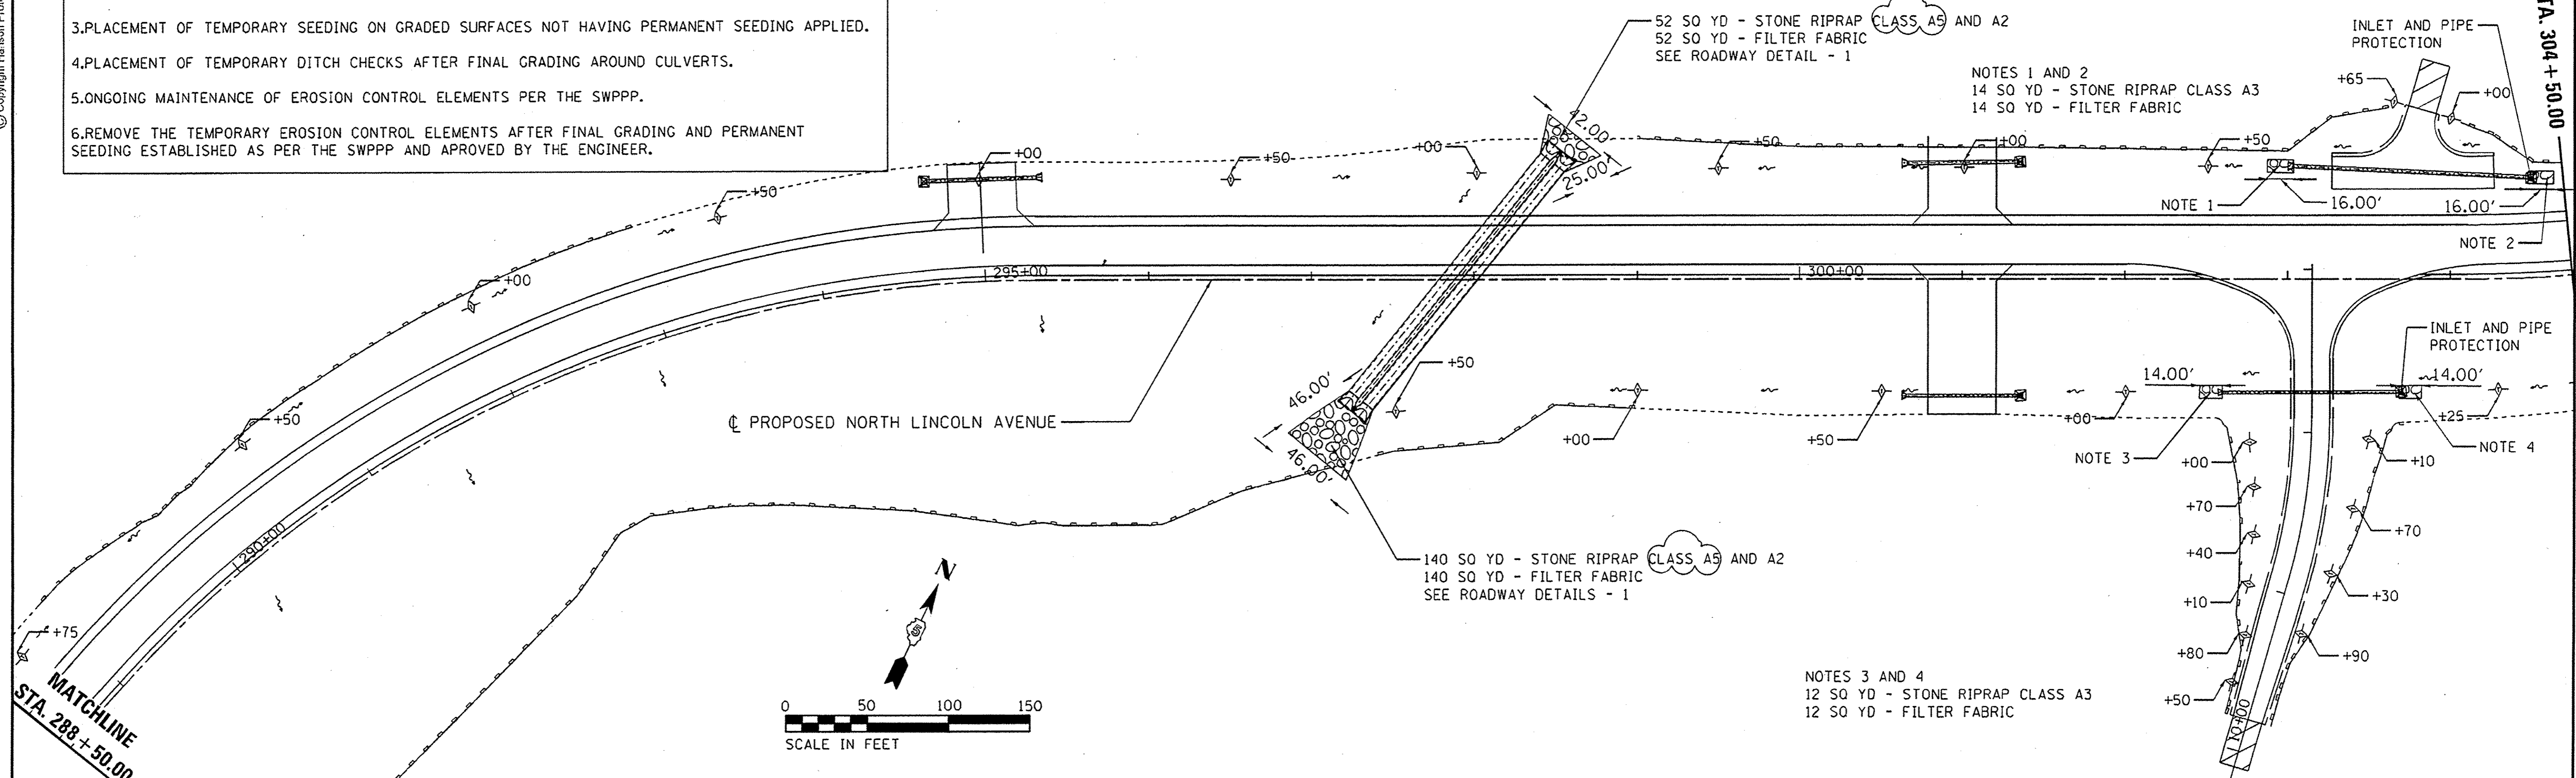 3.PLACEMENT OF TEMPORARY SEEDING ON GRADED SURFACES NOT HAVING PERMANENT SEEDING APPLIED.
4.PLACEMENT OF TEMPORARY DITCH CHECKS AFTER FINAL GRADING AROUND CULVERTS.
5.ONGOING MAINTENANCE OF EROSION CONTROL ELEMENTS PER THE SWPPP.
6.REMOVE THE TEMPORARY EROSION CONTROL ELEMENTS AFTER FINAL GRADING AND PERMANENT
SEEDING ESTABLISHED AS PER THE SWPPP AND APROVED BY THE ENGINEER.
52 SQ YD - STONE RIPRAP CLASS A5 AND A2
52 SQ YD - FILTER FABRIC
SEE ROADWAY DETAIL - 1
NOTES 1 AND 2
14 SQ YD - STONE RIPRAP CLASS A3
14 SQ YD - FILTER FABRIC
INLET AND PIPE
PROTECTION
+65
+00
STA. 304+50.00
42.00'
25.00'
+00
+50
+00
+50
+00
+50
+50
NOTE 1
16.00'
16.00'
NOTE 2
+00
295+00
300+00
+50
INLET AND PIPE
PROTECTION
14.00'
14.00'
46.00'
46.00'
+50
℄ PROPOSED NORTH LINCOLN AVENUE
+00
+50
+00
+25
NOTE 3
NOTE 4
+00
+10
+70
+70
+40
+10
+30
+80
+90
+50
10+00
290+00
140 SQ YD - STONE RIPRAP CLASS A5 AND A2
140 SQ YD - FILTER FABRIC
SEE ROADWAY DETAILS - 1
N
5
+75
MATCHLINE
STA. 288+50.00
0 50 100 150
SCALE IN FEET
NOTES 3 AND 4
12 SQ YD - STONE RIPRAP CLASS A3
12 SQ YD - FILTER FABRIC